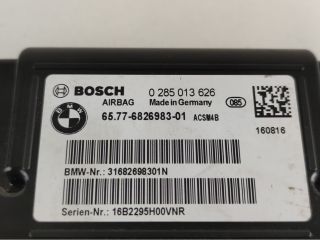 BOSCH 0 285 013 626
AIRBAG Made in Germany 085
BMW 65.77-6826983-01 ACSM4B
160816
BMW-Nr.: 31682698301N
Serien-Nr.: 16B2295H00VNR